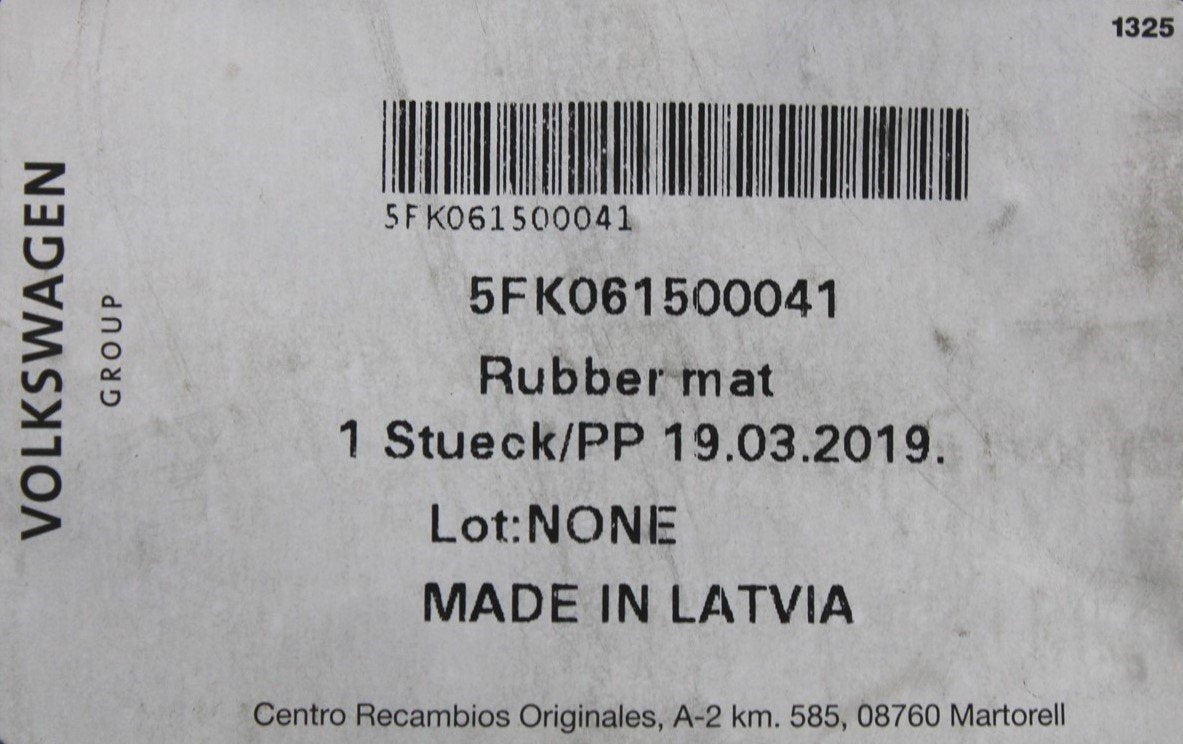 1325
VOLKSWAGEN
GROUP
5FK061500041
5FK061500041
Rubber mat
1 Stueck/PP 19.03.2019.
Lot:NONE
MADE IN LATVIA
Centro Recambios Originales, A-2 km. 585, 08760 Martorell